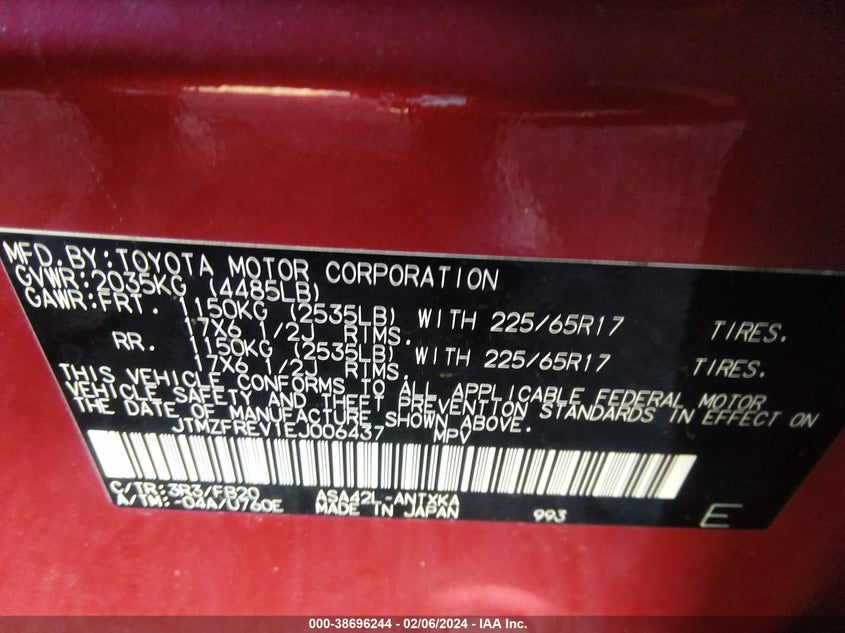 MFD.BY:TOYOTA MOTOR CORPORATION
GVWR:2035KG (4485LB)
GAWR:FRT. 1150KG (2535LB) WITH 225/65R17 TIRES.
17X6 1/2J RIMS.
RR. 1150KG (2535LB) WITH 225/65R17 TIRES.
17X6 1/2J RIMS.
THIS VEHICLE CONFORMS TO ALL APPLICABLE FEDERAL MOTOR
VEHICLE SAFETY AND THEFT PREVENTION STANDARDS IN EFFECT ON
THE DATE OF MANUFACTURE SHOWN ABOVE.
JTMZFREV1EJ006437 MPV
C/TR:3R3/FB20 ASA42L-ANTXKA
A/TM:-04A/U760E MADE IN JAPAN 993 E
000-38696244 - 02/06/2024 - IAA Inc.